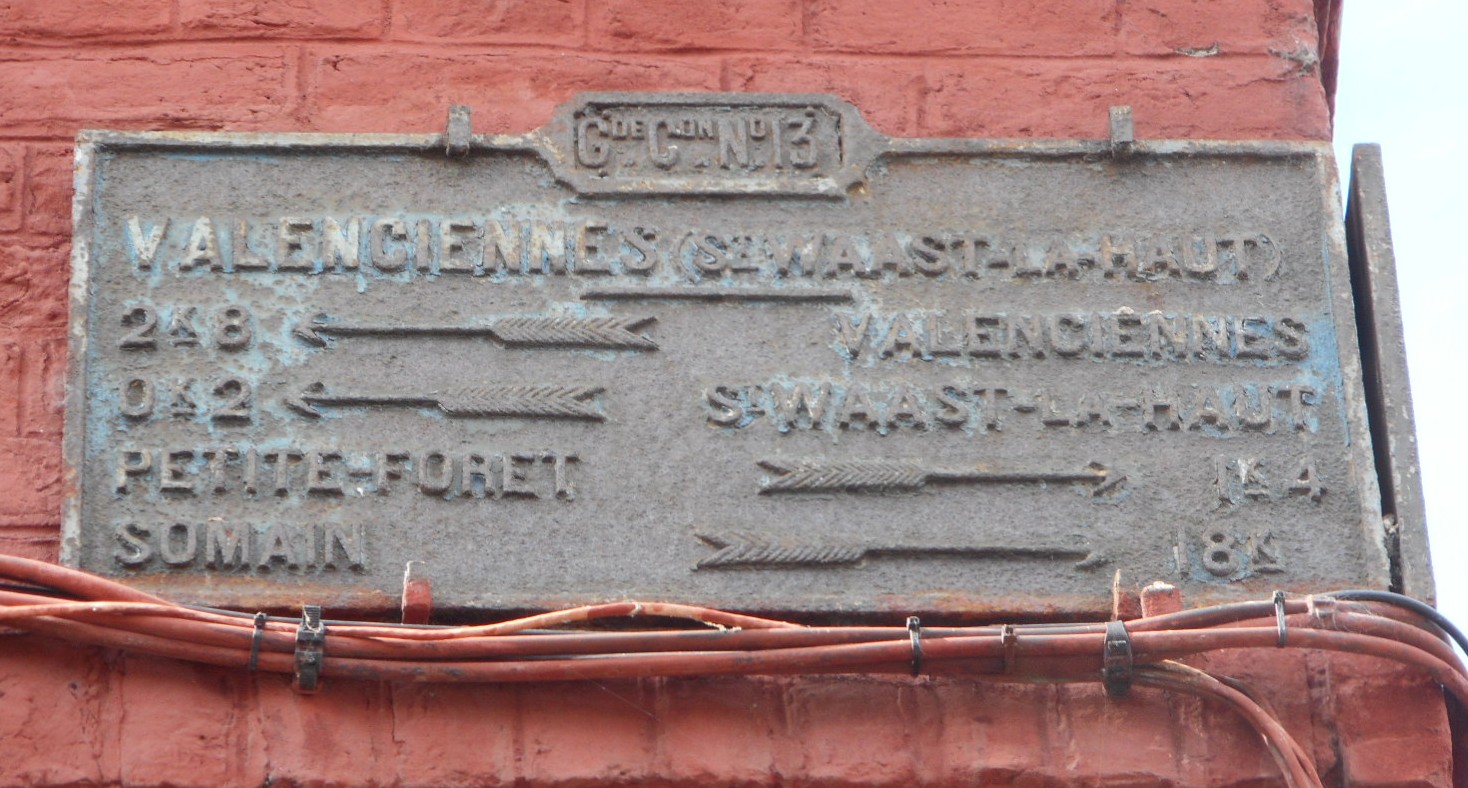 GDE CON NO 13
VALENCIENNES (ST WAAST-LA-HAUT)
2K8 VALENCIENNES
0K2 ST WAAST-LA-HAUT
PETITE-FORET 1K4
SOMAIN 18K